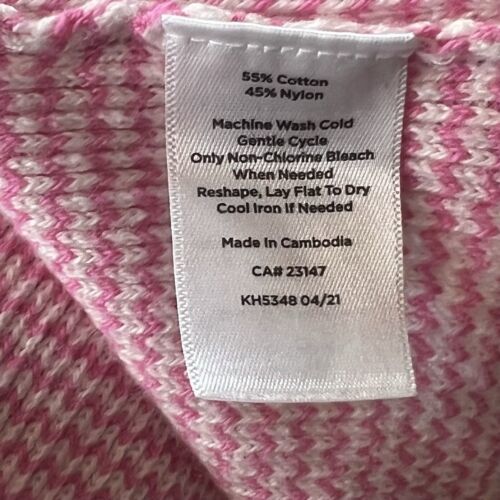 55% Cotton
45% Nylon
Machine Wash Cold
Gentle Cycle
Only Non-Chlorine Bleach
When Needed
Reshape, Lay Flat To Dry
Cool Iron If Needed
Made In Cambodia
CA# 23147
KH5348 04/21